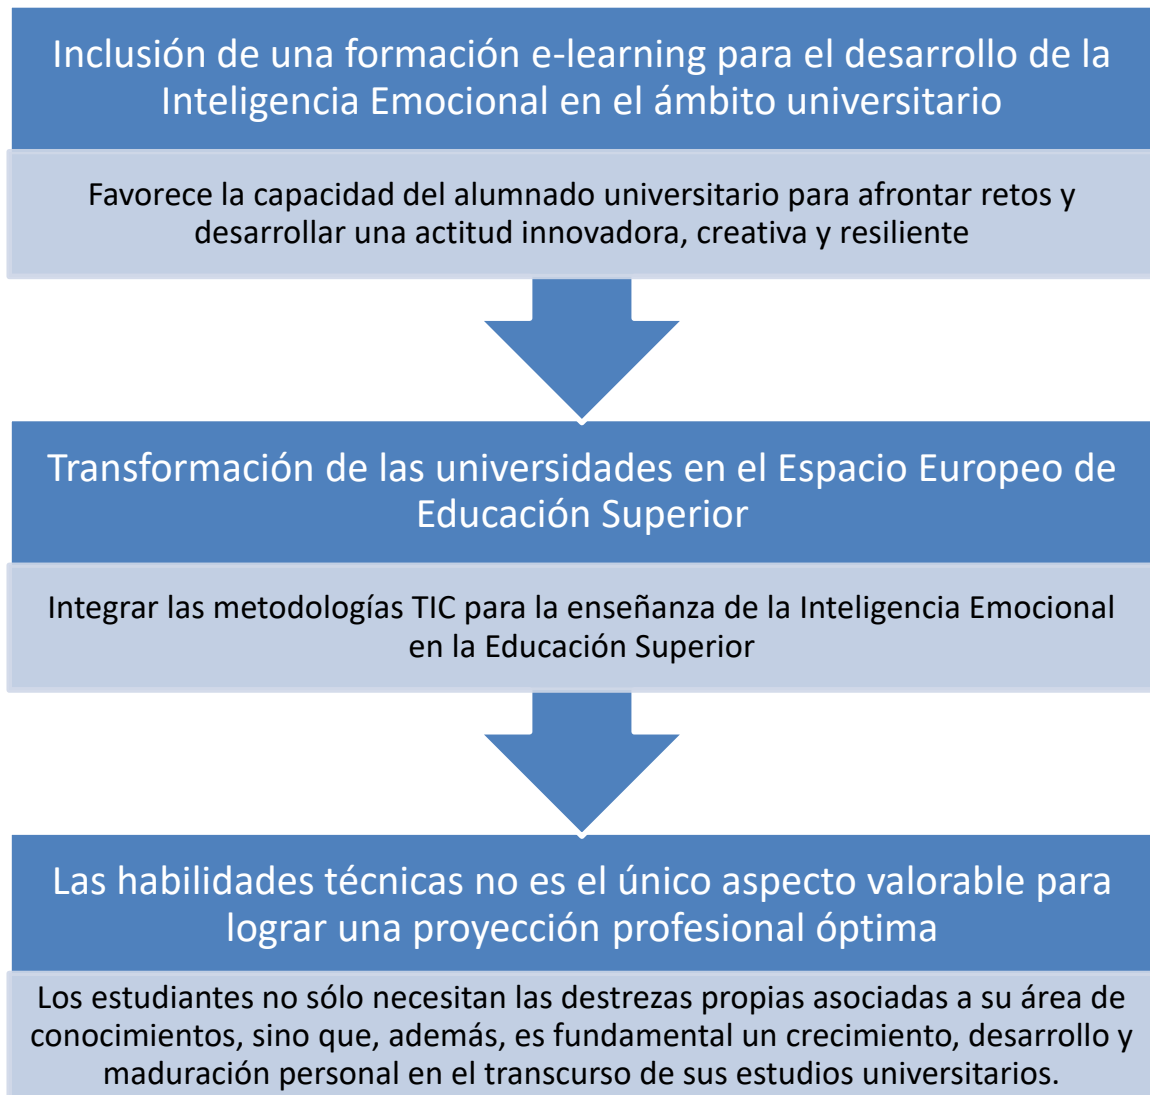 Inclusión de una formación e-learning para el desarrollo de la
Inteligencia Emocional en el ámbito universitario
Favorece la capacidad del alumnado universitario para afrontar retos y
desarrollar una actitud innovadora, creativa y resiliente
Transformación de las universidades en el Espacio Europeo de
Educación Superior
Integrar las metodologías TIC para la enseñanza de la Inteligencia Emocional
en la Educación Superior
Las habilidades técnicas no es el único aspecto valorable para
lograr una proyección profesional óptima
Los estudiantes no sólo necesitan las destrezas propias asociadas a su área de
conocimientos, sino que, además, es fundamental un crecimiento, desarrollo y
maduración personal en el transcurso de sus estudios universitarios.